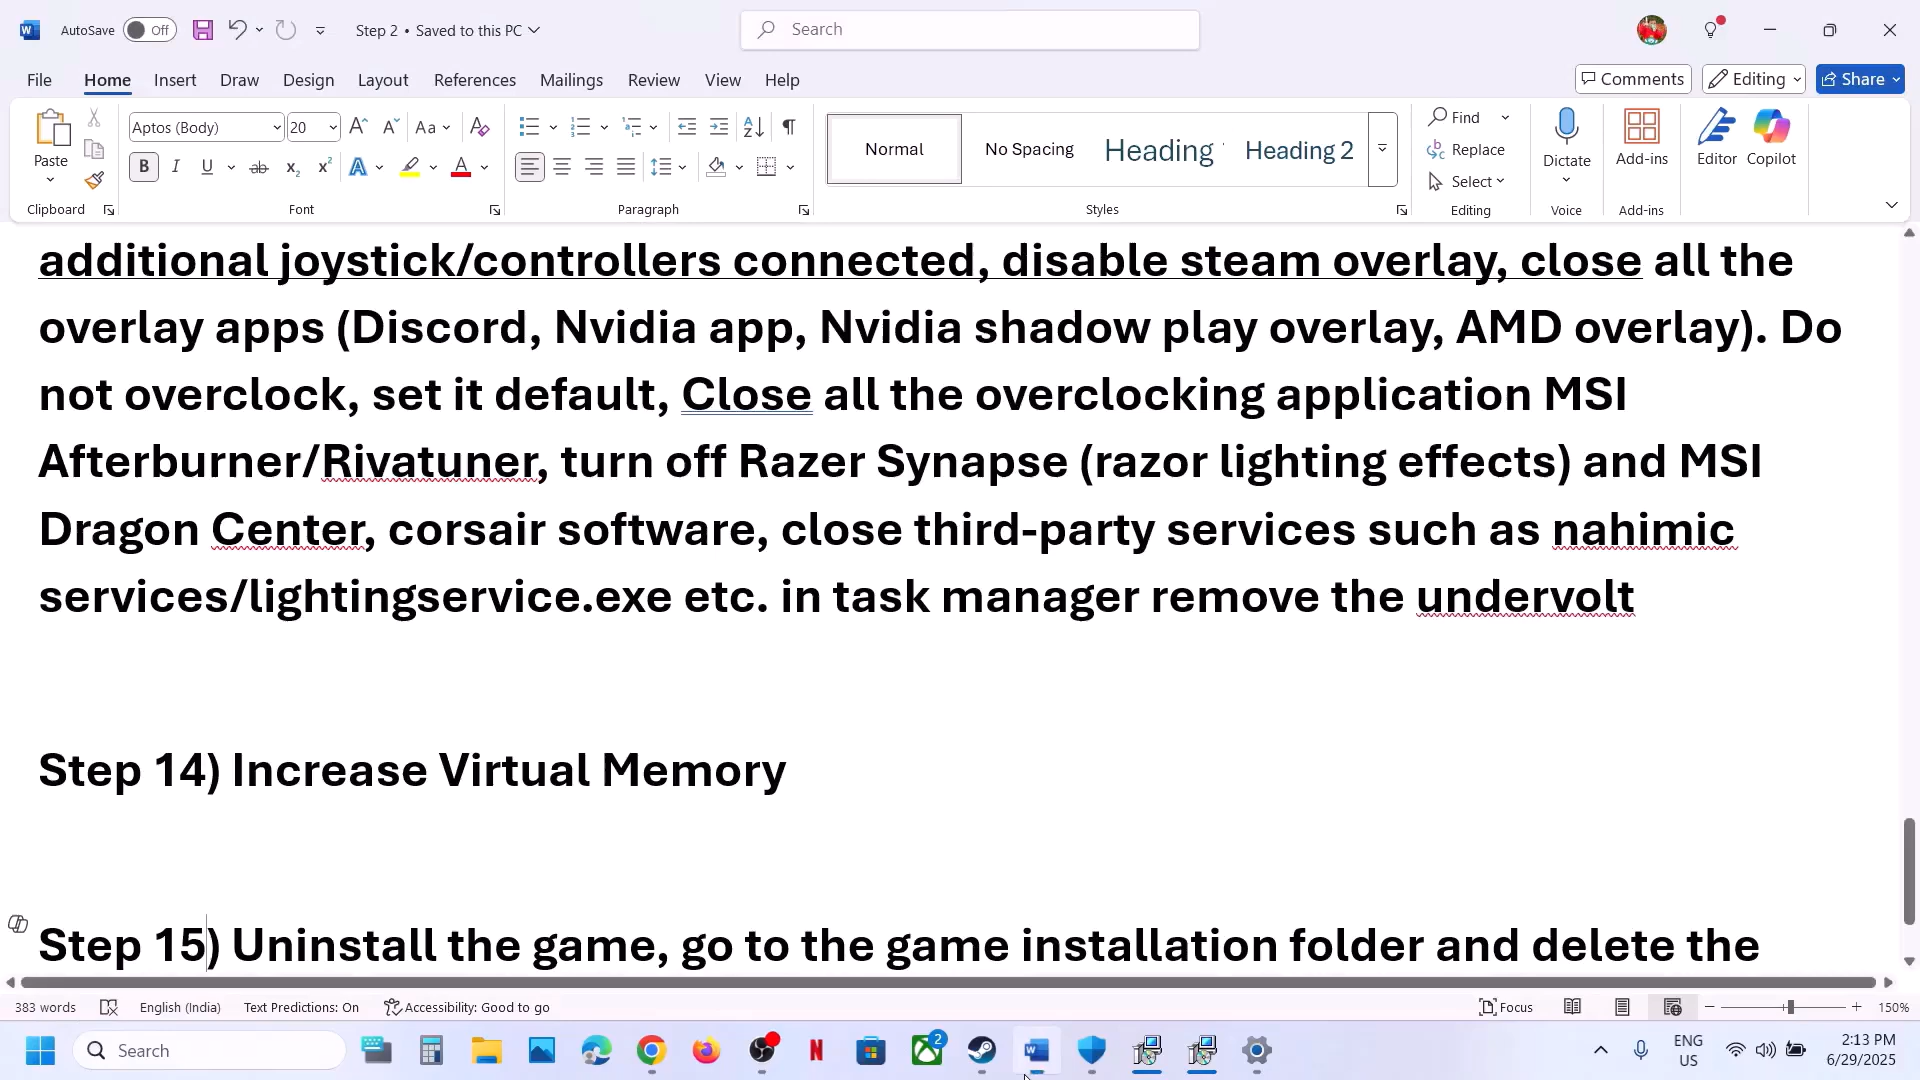 AutoSave Off Step 2 • Saved to this PC Search
File Home Insert Draw Design Layout References Mailings Review View Help Comments Editing Share
Paste Aptos (Body) 20 Aa Normal No Spacing Heading Heading 2 Find Replace Select Dictate Add-ins Editor Copilot
Clipboard Font Paragraph Styles Editing Voice Add-ins
additional joystick/controllers connected, disable steam overlay, close all the
overlay apps (Discord, Nvidia app, Nvidia shadow play overlay, AMD overlay). Do
not overclock, set it default, Close all the overclocking application MSI
Afterburner/Rivatuner, turn off Razer Synapse (razor lighting effects) and MSI
Dragon Center, corsair software, close third-party services such as nahimic
services/lightingservice.exe etc. in task manager remove the undervolt
Step 14) Increase Virtual Memory
Step 15) Uninstall the game, go to the game installation folder and delete the
383 words English (India) Text Predictions: On Accessibility: Good to go Focus 150%
Search 2 ENG 2:13 PM
US 6/29/2025